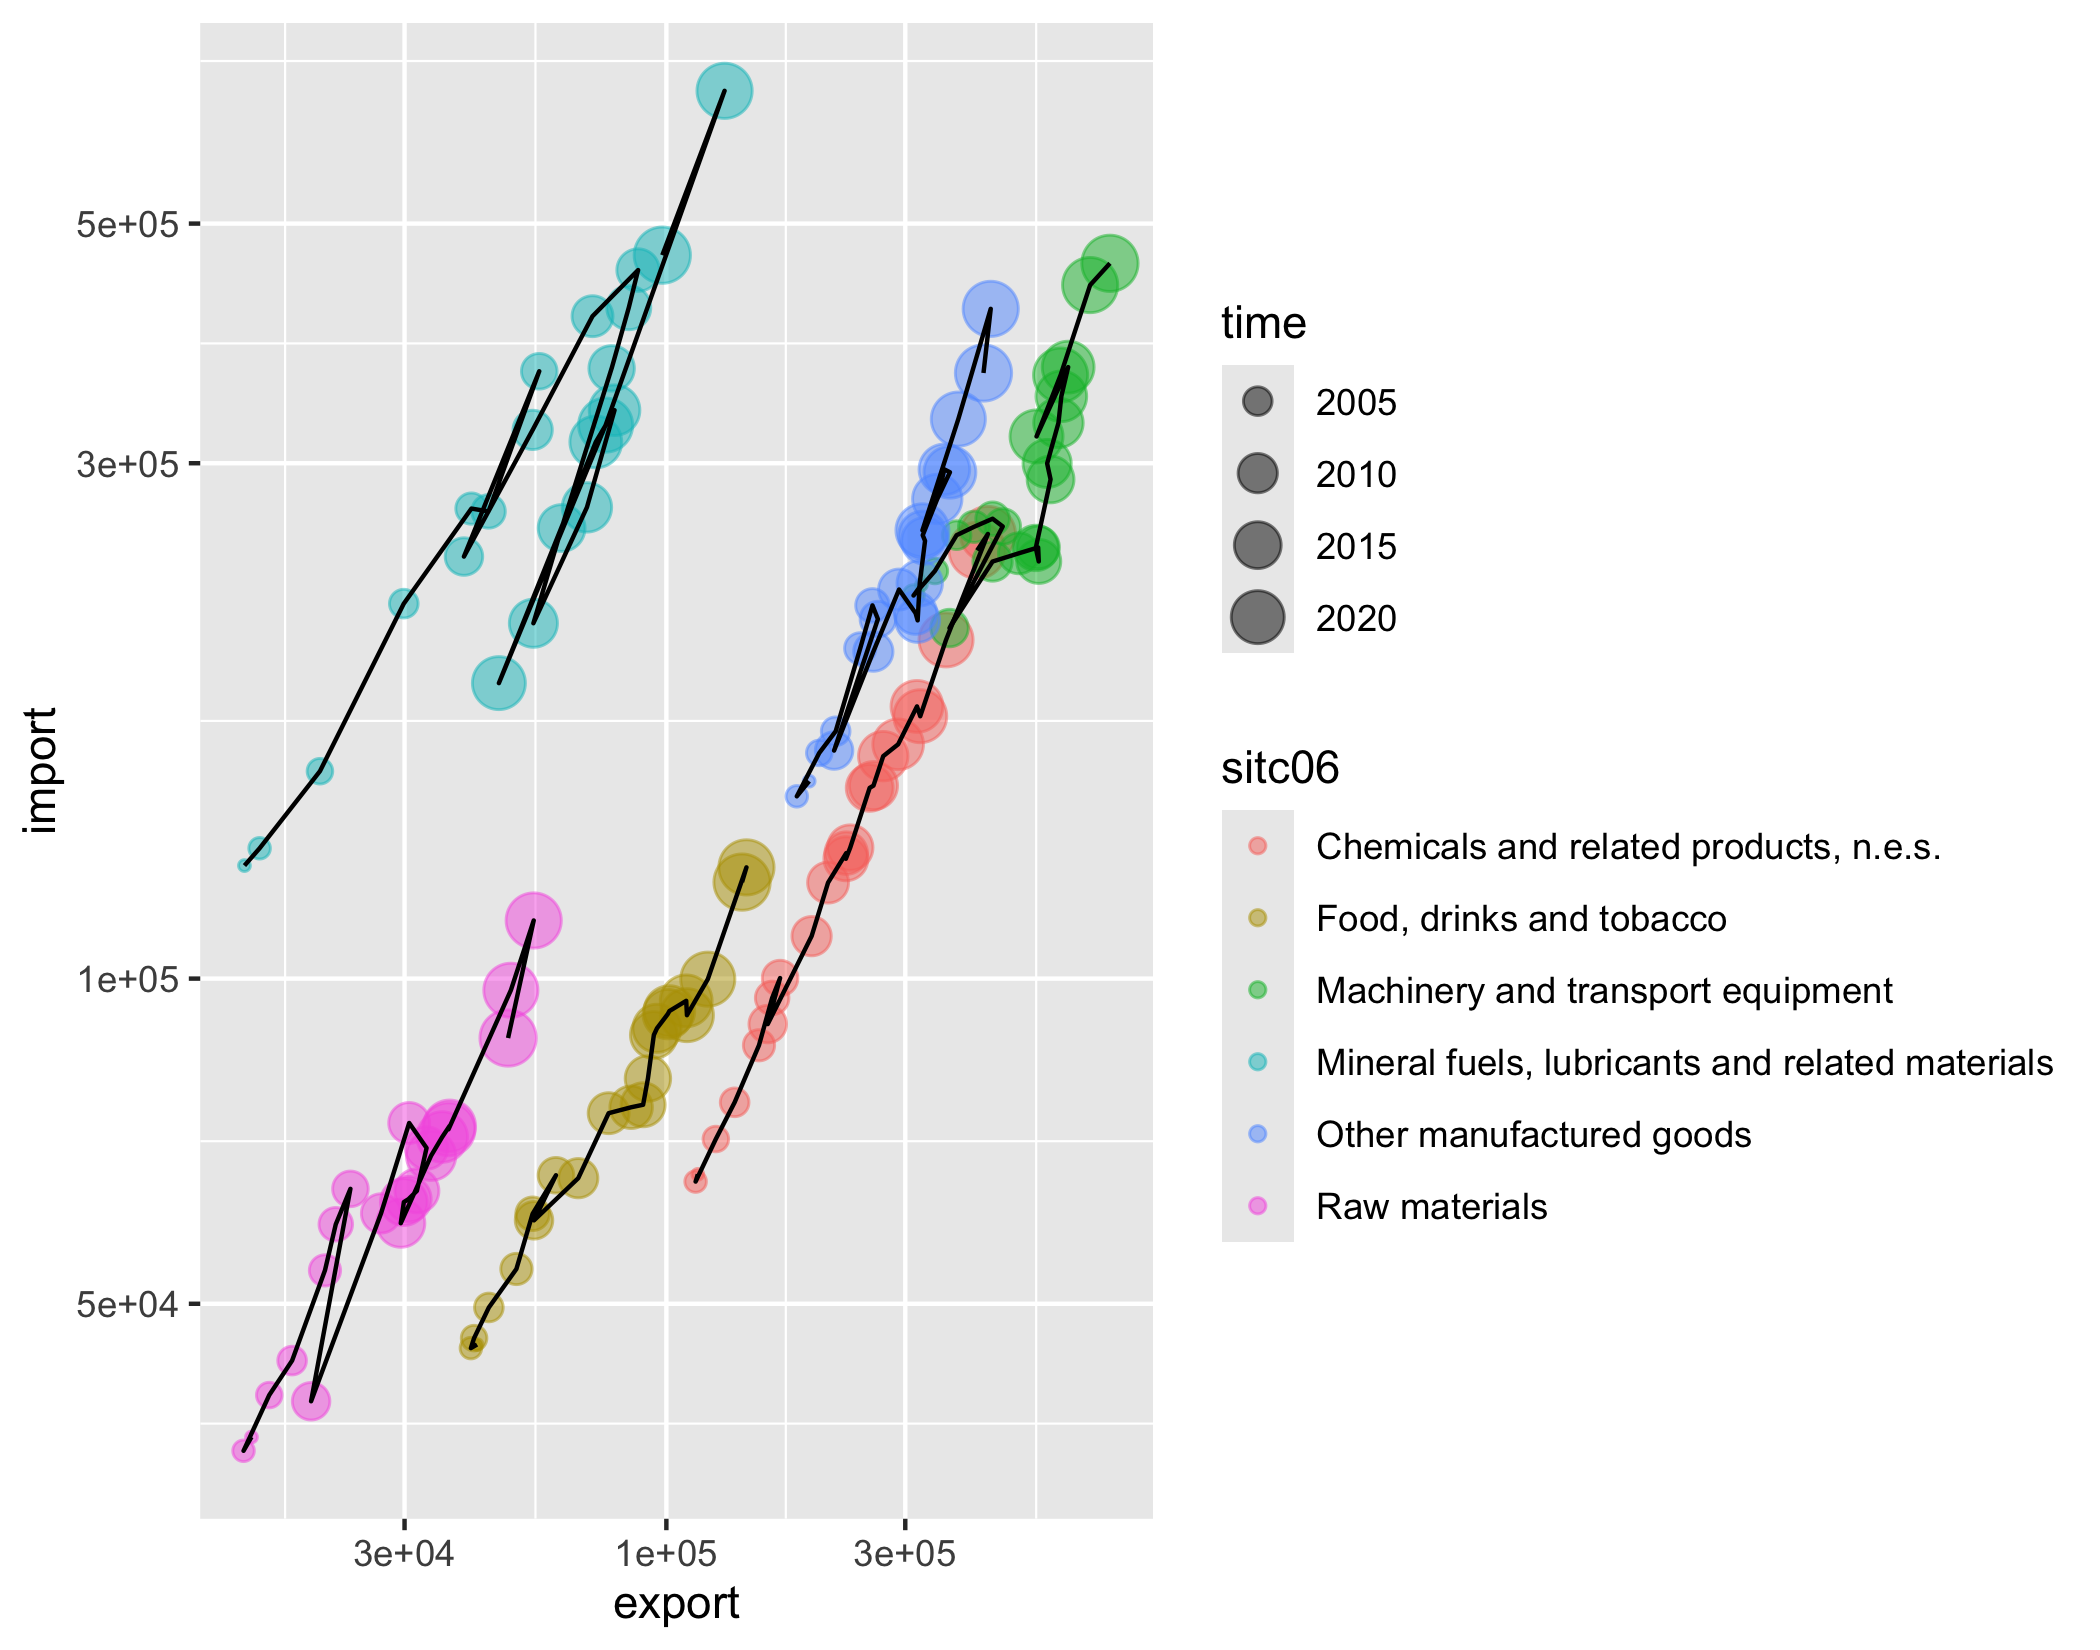 import
5e+05
3e+05
1e+05
5e+04
3e+04
1e+05
3e+05
export
time
2005
2010
2015
2020
sitc06
Chemicals and related products, n.e.s.
Food, drinks and tobacco
Machinery and transport equipment
Mineral fuels, lubricants and related materials
Other manufactured goods
Raw materials